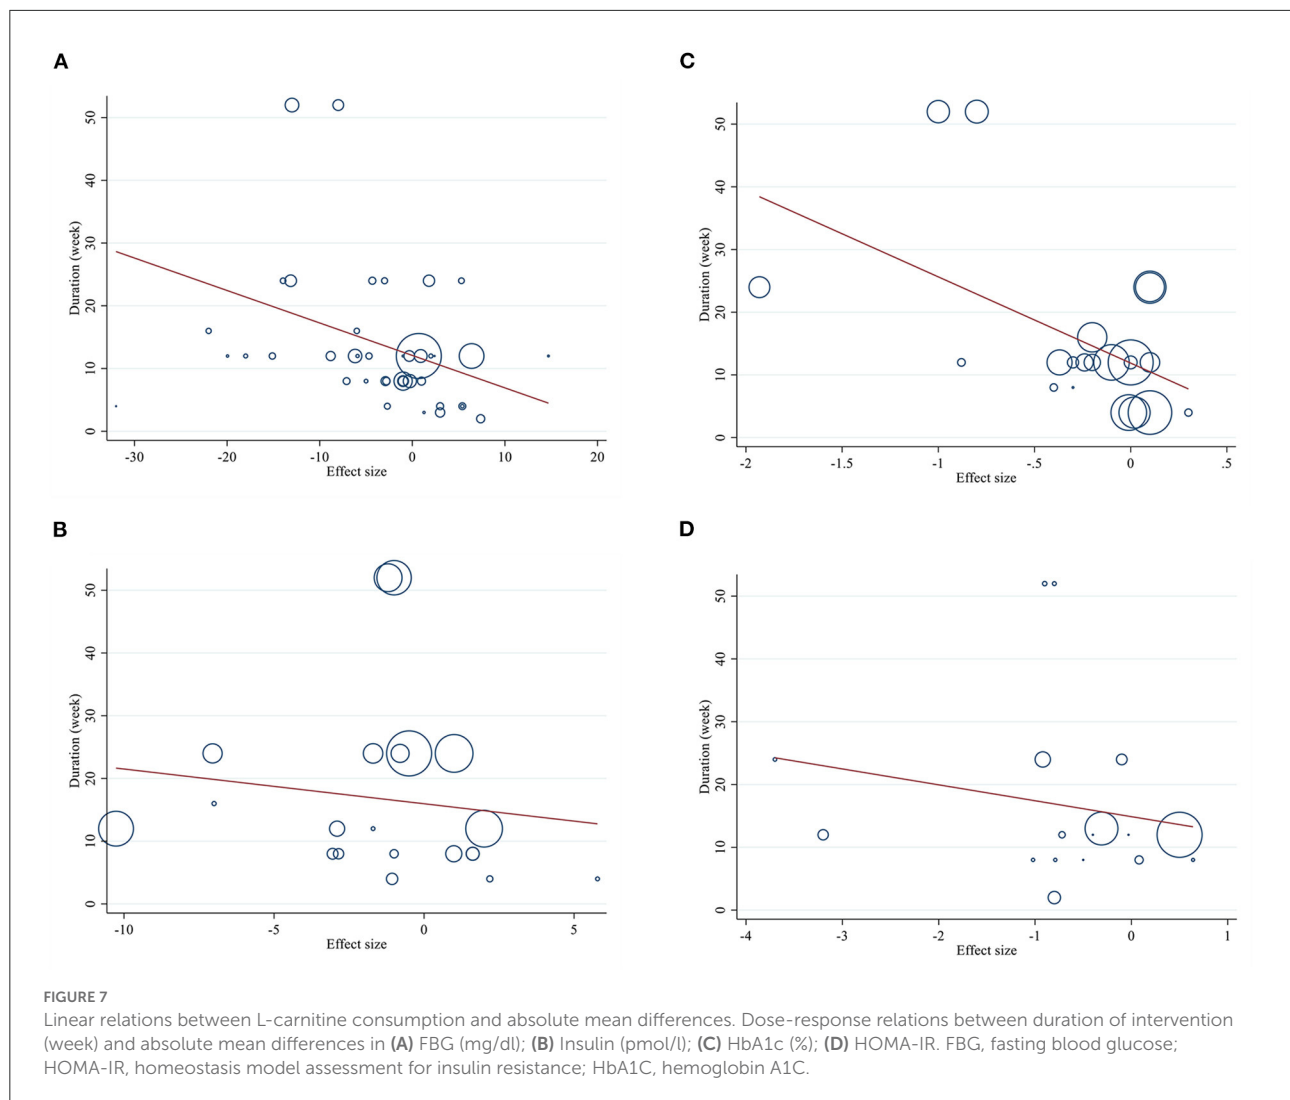 A
Duration (week)
50
40
30
20
10
0
-30 -20 -10 0 10 20
Effect size
C
Duration (week)
50
40
30
20
10
0
-2 -1.5 -1 -.5 0 .5
Effect size
B
Duration (week)
50
40
30
20
10
0
-10 -5 0 5
Effect size
D
Duration (week)
50
40
30
20
10
0
-4 -3 -2 -1 0 1
Effect size
FIGURE 7
Linear relations between L-carnitine consumption and absolute mean differences. Dose-response relations between duration of intervention
(week) and absolute mean differences in (A) FBG (mg/dl); (B) Insulin (pmol/l); (C) HbA1c (%); (D) HOMA-IR. FBG, fasting blood glucose;
HOMA-IR, homeostasis model assessment for insulin resistance; HbA1C, hemoglobin A1C.